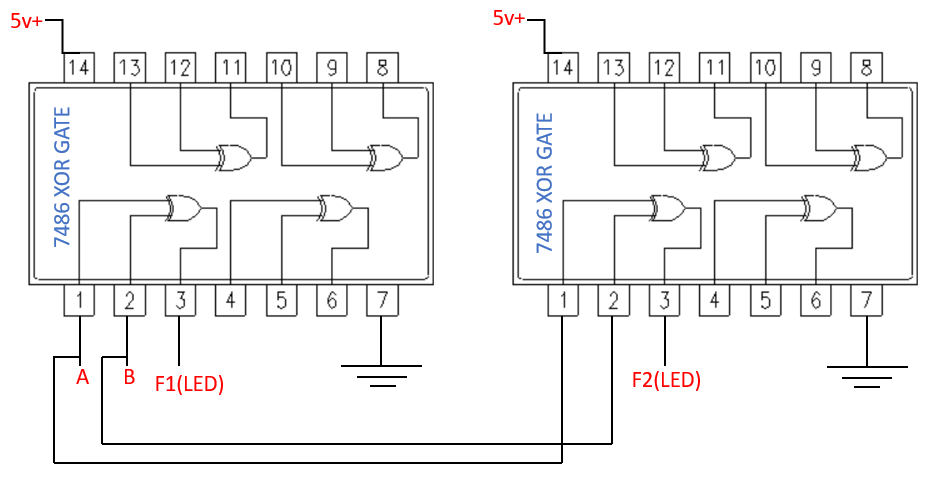 5v+ 5v+
14 13 12 11 10 9 8 14 13 12 11 10 9 8
7486 XOR GATE 7486 XOR GATE
1 2 3 4 5 6 7 1 2 3 4 5 6 7
A B F1(LED) F2(LED)